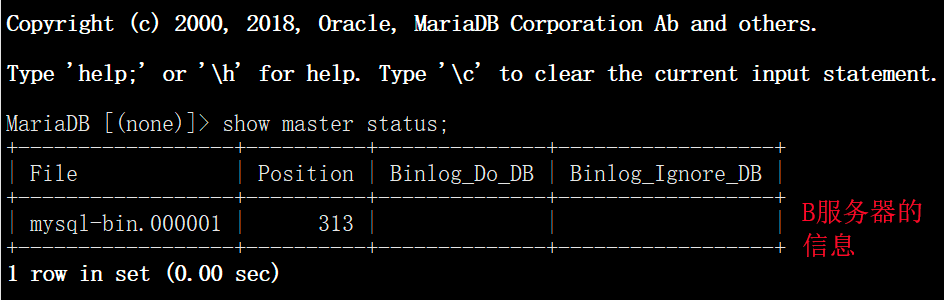 Copyright (c) 2000, 2018, Oracle, MariaDB Corporation Ab and others.
Type 'help;' or '\h' for help. Type '\c' to clear the current input statement.
MariaDB [(none)]> show master status;
+------------------+----------+--------------+------------------+
| File             | Position | Binlog_Do_DB | Binlog_Ignore_DB |
+------------------+----------+--------------+------------------+
| mysql-bin.000001 |      313 |              |                  |
+------------------+----------+--------------+------------------+
1 row in set (0.00 sec)
B服务器的
信息